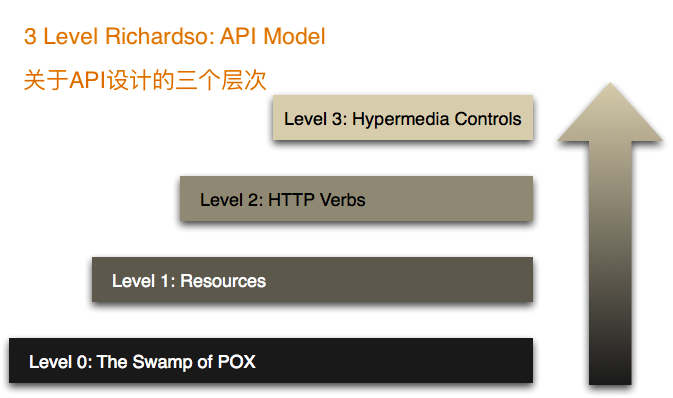 3 Level Richardso: API Model
关于API设计的三个层次
Level 3: Hypermedia Controls
Level 2: HTTP Verbs
Level 1: Resources
Level 0: The Swamp of POX